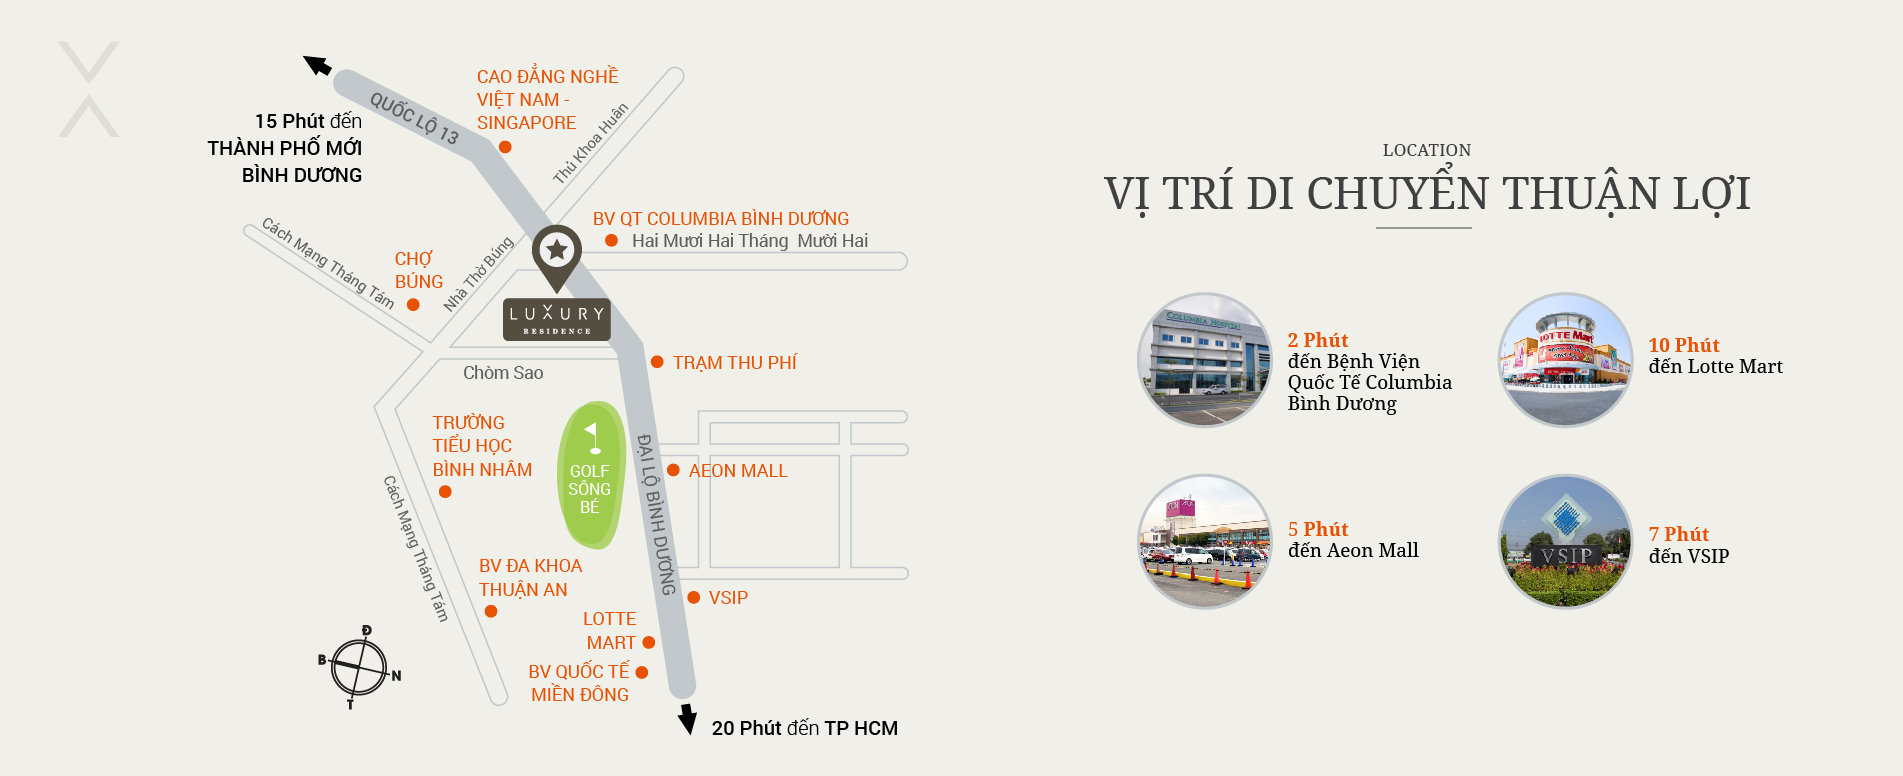 QUỐC LỘ 13
15 Phút đến
THÀNH PHỐ MỚI
BÌNH DƯƠNG
CAO ĐẲNG NGHỀ
VIỆT NAM -
SINGAPORE
Thủ Khoa Huân
BV QT COLUMBIA BÌNH DƯƠNG
Hai Mươi Hai Tháng Mười Hai
Cách Mạng Tháng Tám
CHỢ
BÚNG
Nhà Thờ Búng
LUXURY
RESIDENCE
TRẠM THU PHÍ
Chòm Sao
TRƯỜNG
TIỂU HỌC
BÌNH NHÂM
GOLF
SÔNG
BÉ
ĐẠI LỘ BÌNH DƯƠNG
AEON MALL
Cách Mạng Tháng Tám
BV ĐA KHOA
THUẬN AN
VSIP
LOTTE
MART
BV QUỐC TẾ
MIỀN ĐÔNG
Đ
B
N
T
20 Phút đến TP HCM
LOCATION
VỊ TRÍ DI CHUYỂN THUẬN LỢI
COLUMBIA HOSPITAL
2 Phút
đến Bệnh Viện
Quốc Tế Columbia
Bình Dương
LOTTE Mart
10 Phút
đến Lotte Mart
5 Phút
đến Aeon Mall
VSIP
7 Phút
đến VSIP